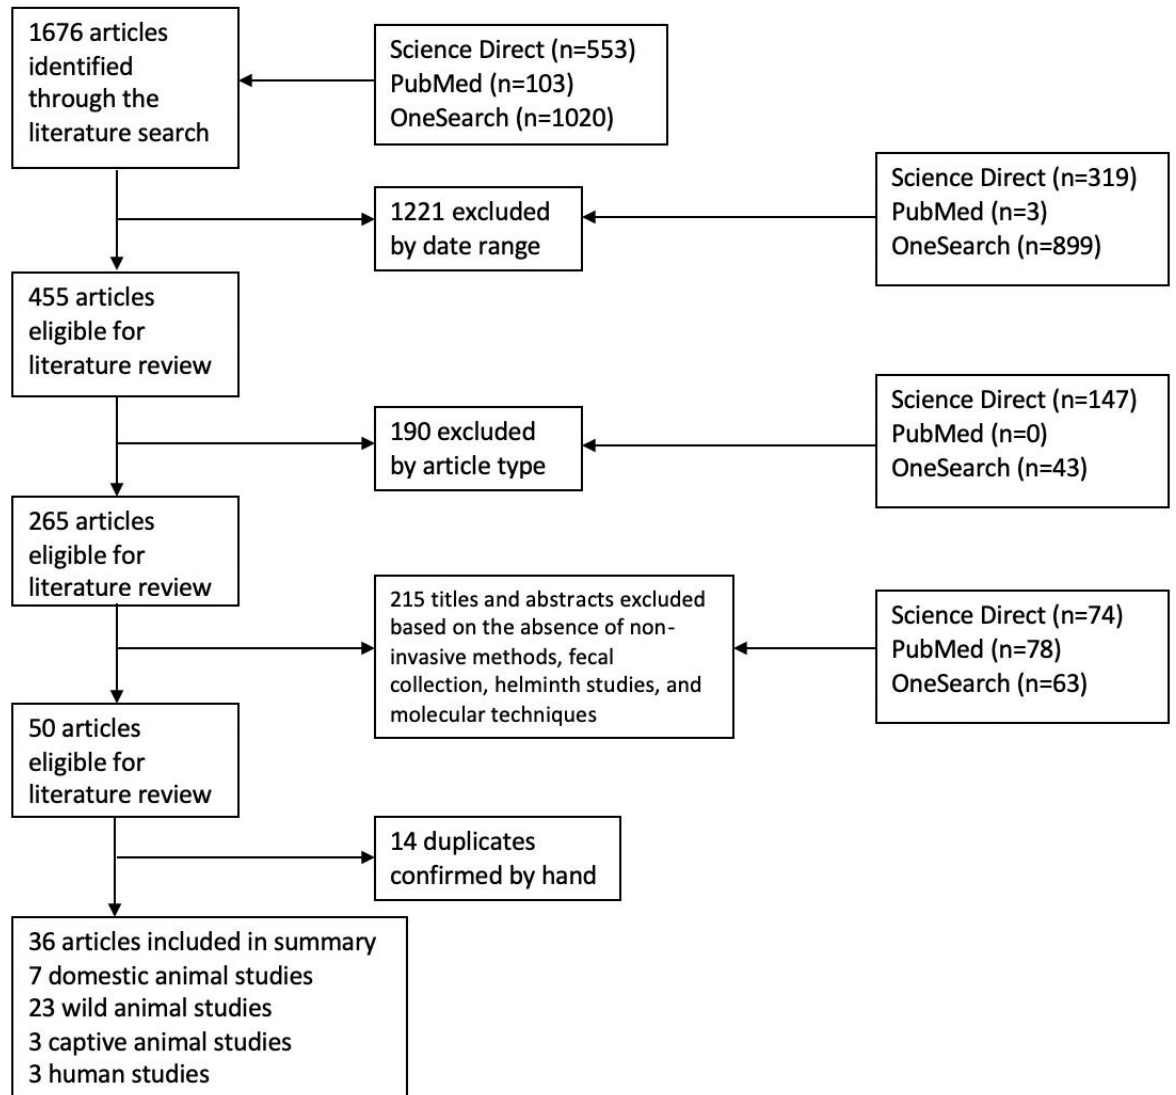 1676 articles
identified
through the
literature search
Science Direct (n=553)
PubMed (n=103)
OneSearch (n=1020)
1221 excluded
by date range
Science Direct (n=319)
PubMed (n=3)
OneSearch (n=899)
455 articles
eligible for
literature review
190 excluded
by article type
Science Direct (n=147)
PubMed (n=0)
OneSearch (n=43)
265 articles
eligible for
literature review
215 titles and abstracts excluded
based on the absence of non-
invasive methods, fecal
collection, helminth studies, and
molecular techniques
Science Direct (n=74)
PubMed (n=78)
OneSearch (n=63)
50 articles
eligible for
literature review
14 duplicates
confirmed by hand
36 articles included in summary
7 domestic animal studies
23 wild animal studies
3 captive animal studies
3 human studies